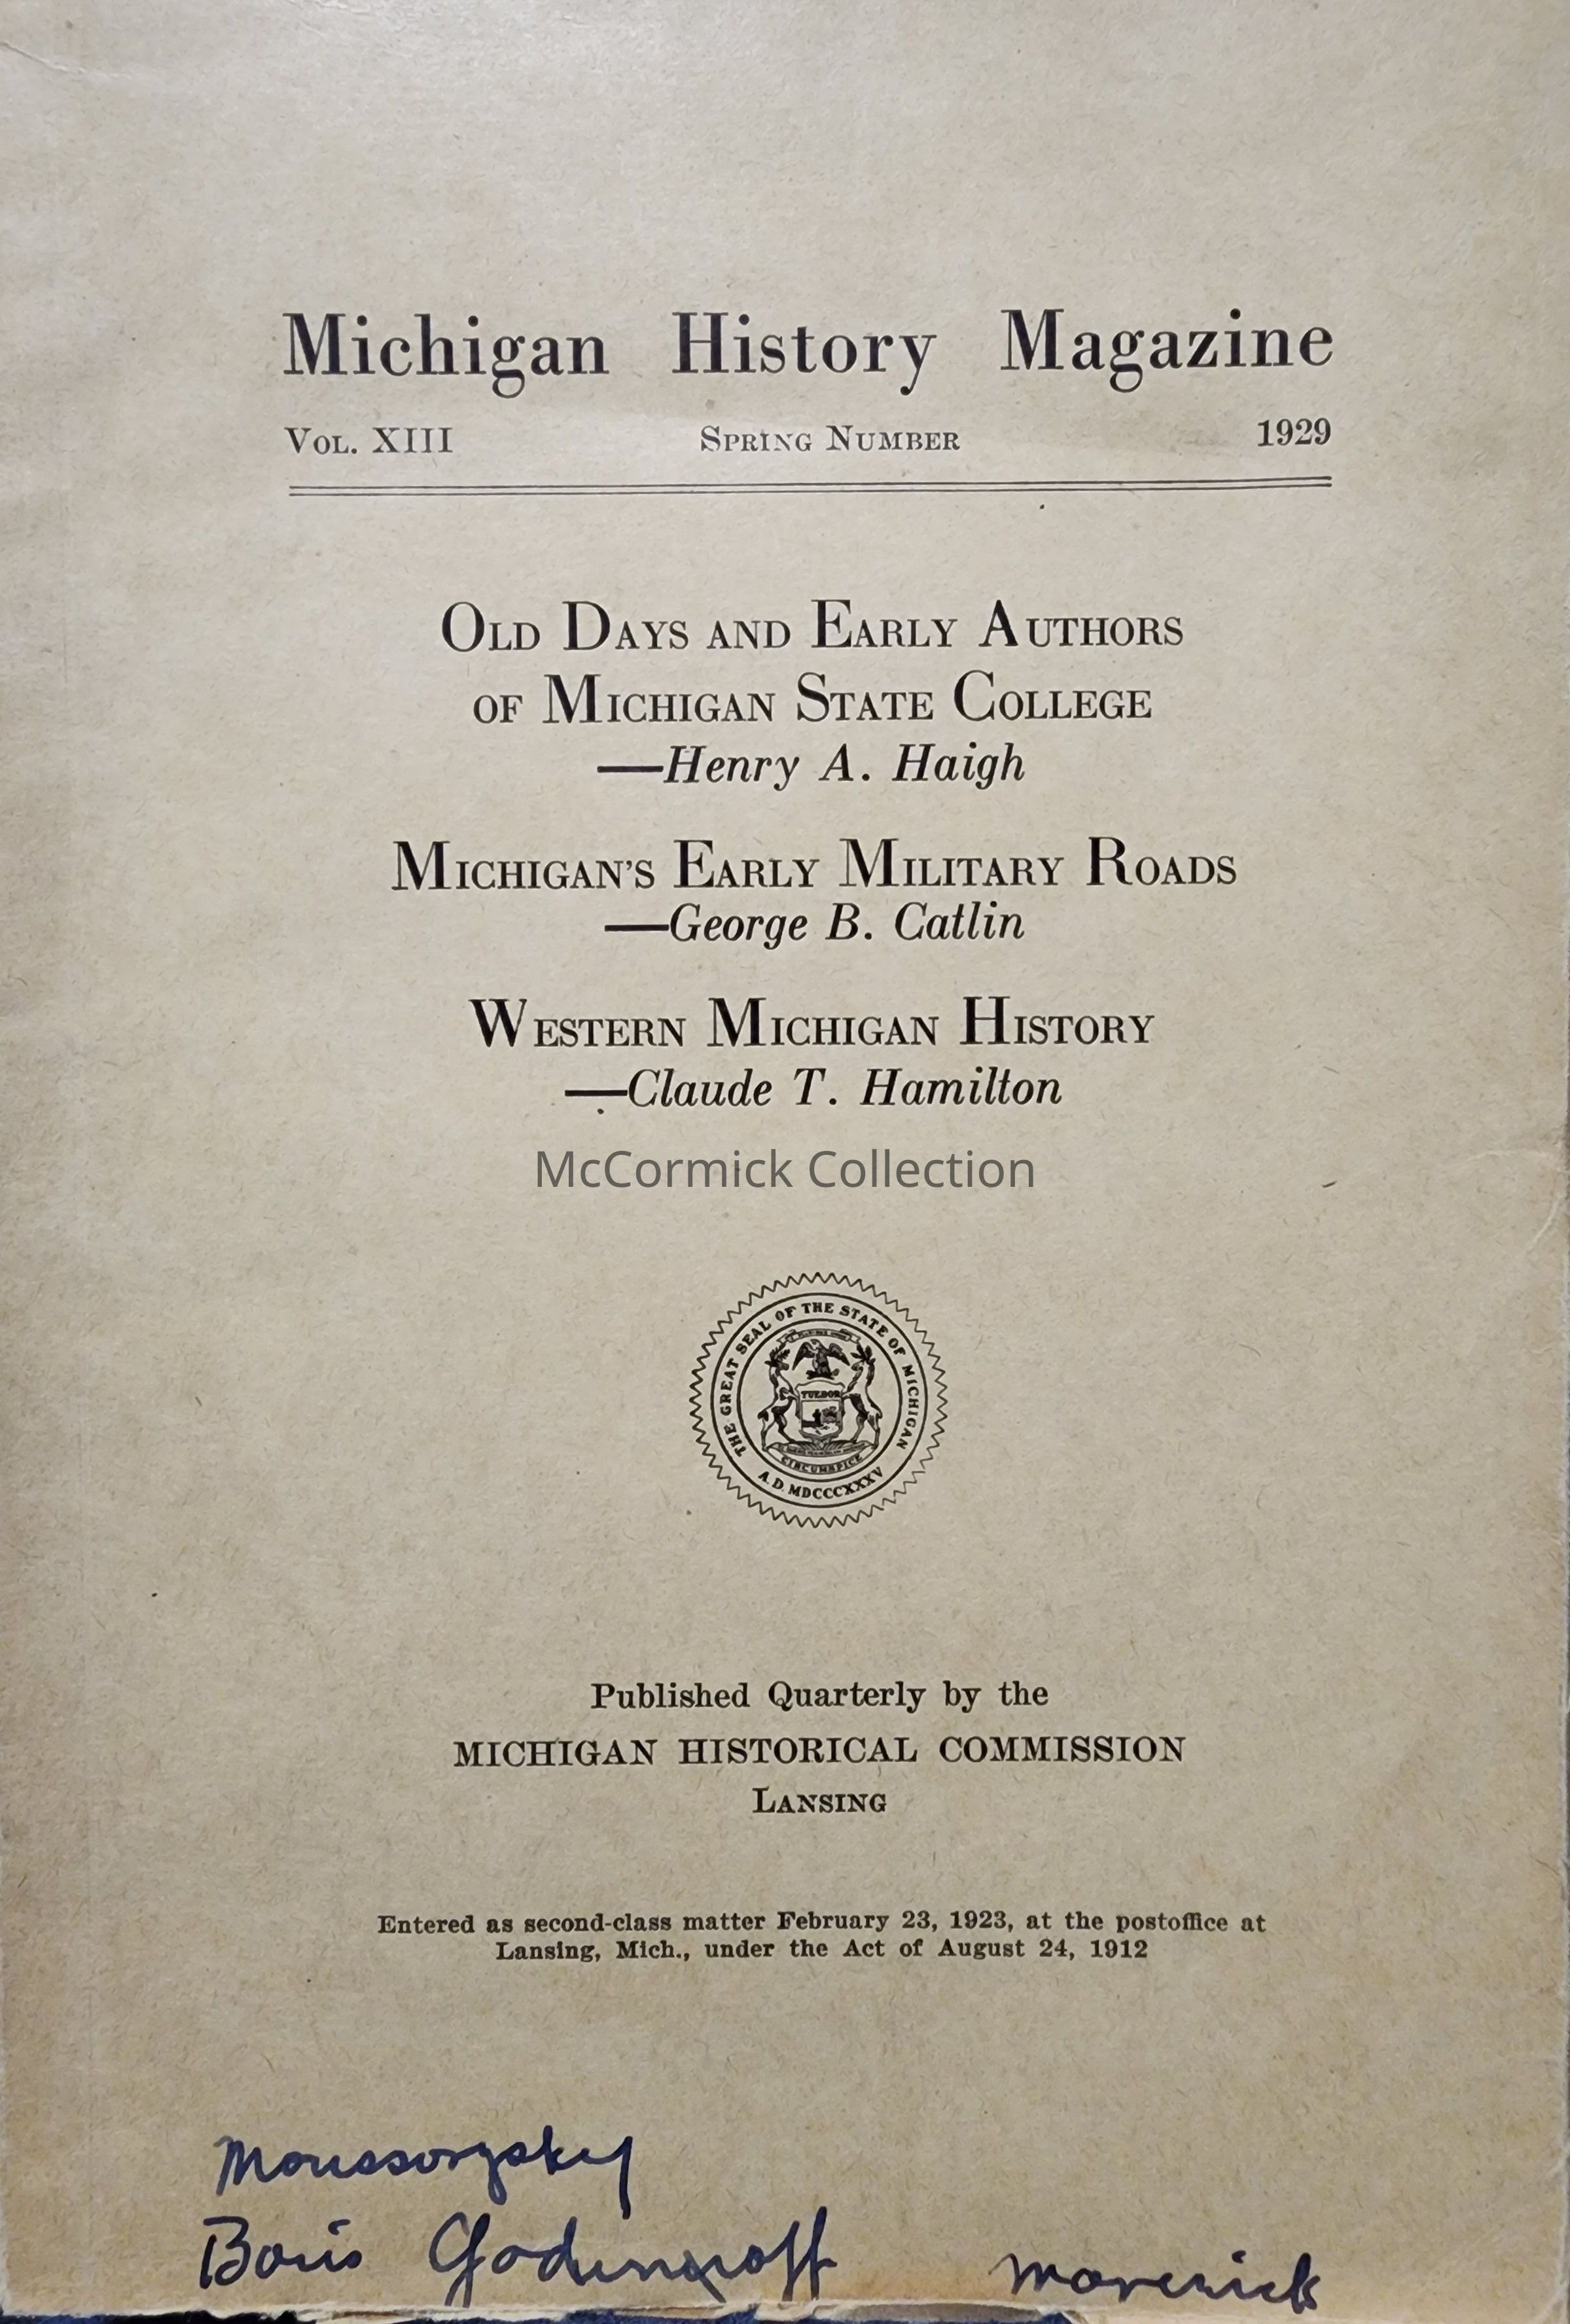 Michigan History Magazine
Vol. XIII Spring Number 1929
Old Days and Early Authors
of Michigan State College
—Henry A. Haigh
Michigan's Early Military Roads
—George B. Catlin
Western Michigan History
—Claude T. Hamilton
McCormick Collection
THE GREAT SEAL OF THE STATE OF MICHIGAN
TUEBOR
CIRCUMSPICE
A.D. MDCCCXXXV
Published Quarterly by the
MICHIGAN HISTORICAL COMMISSION
Lansing
Entered as second-class matter February 23, 1923, at the postoffice at
Lansing, Mich., under the Act of August 24, 1912
Moussorgsky
Boris Godunoff maverick